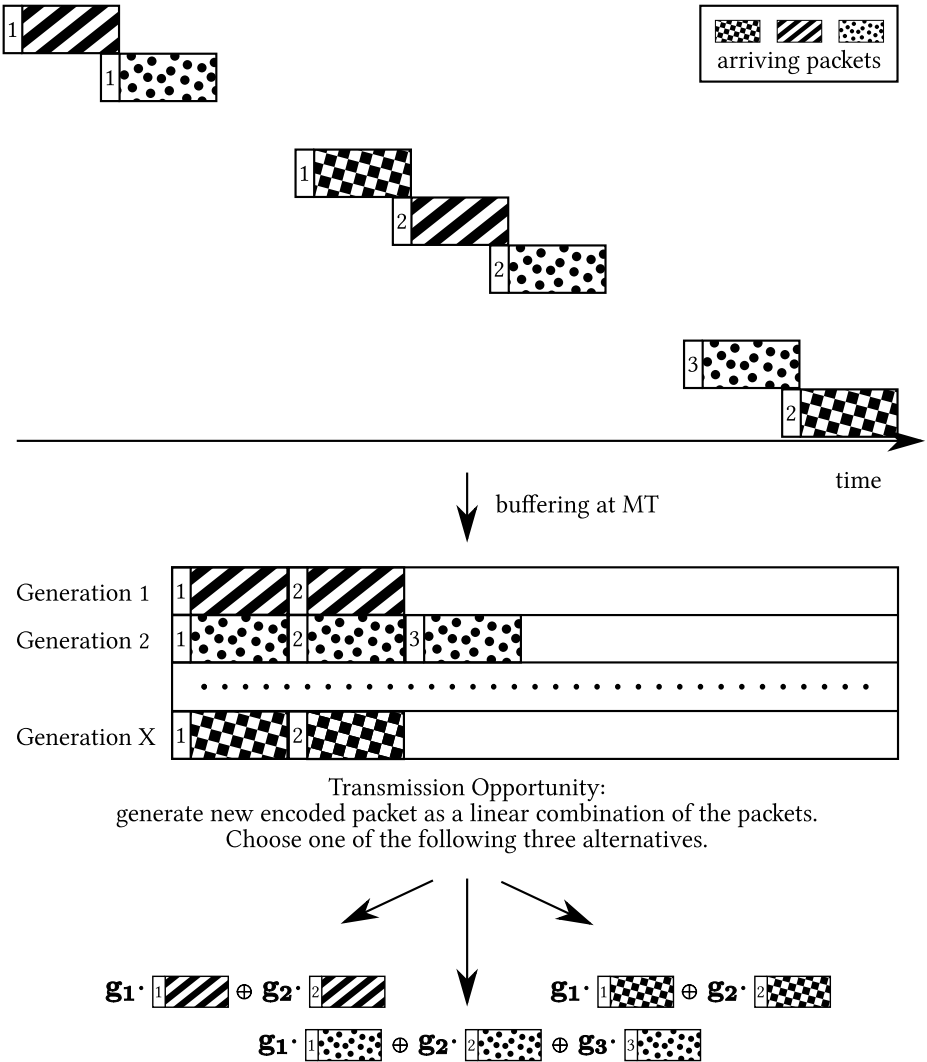 1
arriving packets
1
1
2
2
3
2
time
buffering at MT
Generation 1 1 2
Generation 2 1 2 3
Generation X 1 2
Transmission Opportunity:
generate new encoded packet as a linear combination of the packets.
Choose one of the following three alternatives.
g₁· 1 ⊕ g₂· 2
g₁· 1 ⊕ g₂· 2
g₁· 1 ⊕ g₂· 2 ⊕ g₃· 3